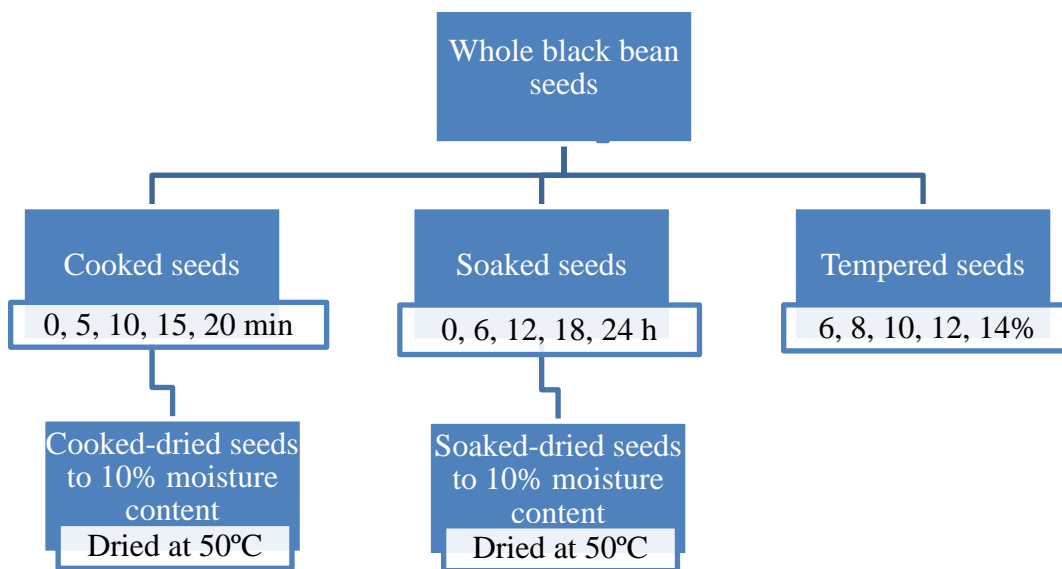 Whole black bean
seeds
Cooked seeds
0, 5, 10, 15, 20 min
Soaked seeds
0, 6, 12, 18, 24 h
Tempered seeds
6, 8, 10, 12, 14%
Cooked-dried seeds
to 10% moisture
content
Dried at 50ºC
Soaked-dried seeds
to 10% moisture
content
Dried at 50ºC